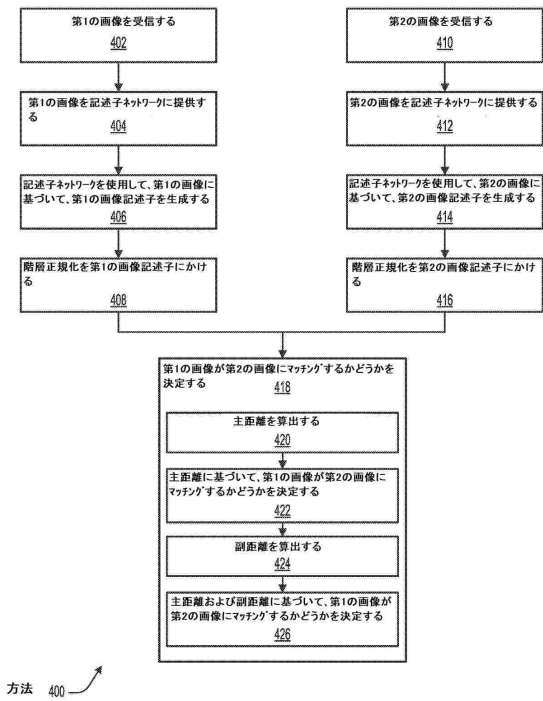 第1の画像を受信する
402
第1の画像を記述子ネットワークに提供す
る
404
記述子ネットワークを使用して、第1の画像に
基づいて、第1の画像記述子を生成する
406
階層正規化を第1の画像記述子にかけ
る
408
第2の画像を受信する
410
第2の画像を記述子ネットワークに提供する
412
記述子ネットワークを使用して、第2の画像に
基づいて、第2の画像記述子を生成する
414
階層正規化を第2の画像記述子にかける
416
第1の画像が第2の画像にマッチングするかどうかを
決定する
418
主距離を算出する
420
主距離に基づいて、第1の画像が第2の画像に
マッチングするかどうかを決定する
422
副距離を算出する
424
主距離および副距離に基づいて、第1の画像が
第2の画像にマッチングするかどうかを決定する
426
方法 400